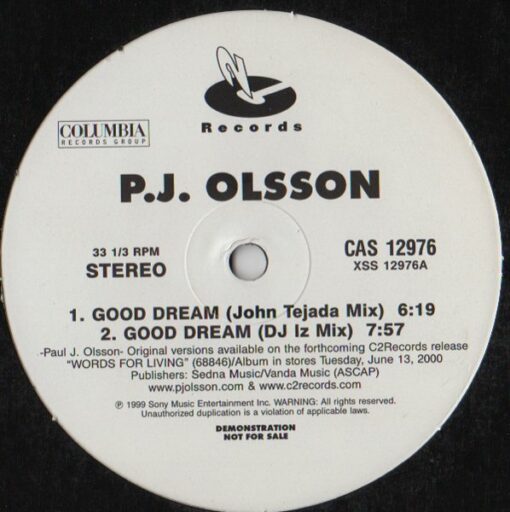 C2
Records
COLUMBIA
RECORDS GROUP
P.J. OLSSON
33 1/3 RPM
STEREO
CAS 12976
XSS 12976A
1. GOOD DREAM (John Tejada Mix) 6:19
2. GOOD DREAM (DJ Iz Mix) 7:57
-Paul J. Olsson- Original versions available on the forthcoming C2Records release
"WORDS FOR LIVING" (68846)/Album in stores Tuesday, June 13, 2000
Publishers: Sedna Music/Vanda Music (ASCAP)
www.pjolsson.com & www.c2records.com
℗ 1999 Sony Music Entertainment Inc. WARNING: All rights reserved.
Unauthorized duplication is a violation of applicable laws.
DEMONSTRATION
NOT FOR SALE